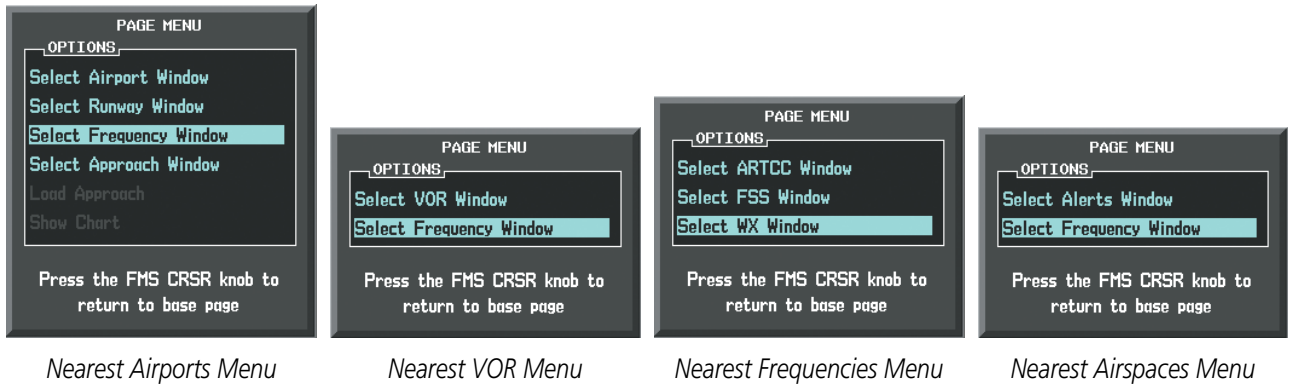 PAGE MENU
OPTIONS
Select Airport Window
Select Runway Window
Select Frequency Window
Select Approach Window
Load Approach
Show Chart
Press the FMS CRSR knob to
return to base page
Nearest Airports Menu
PAGE MENU
OPTIONS
Select VOR Window
Select Frequency Window
Press the FMS CRSR knob to
return to base page
Nearest VOR Menu
PAGE MENU
OPTIONS
Select ARTCC Window
Select FSS Window
Select WX Window
Press the FMS CRSR knob to
return to base page
Nearest Frequencies Menu
PAGE MENU
OPTIONS
Select Alerts Window
Select Frequency Window
Press the FMS CRSR knob to
return to base page
Nearest Airspaces Menu